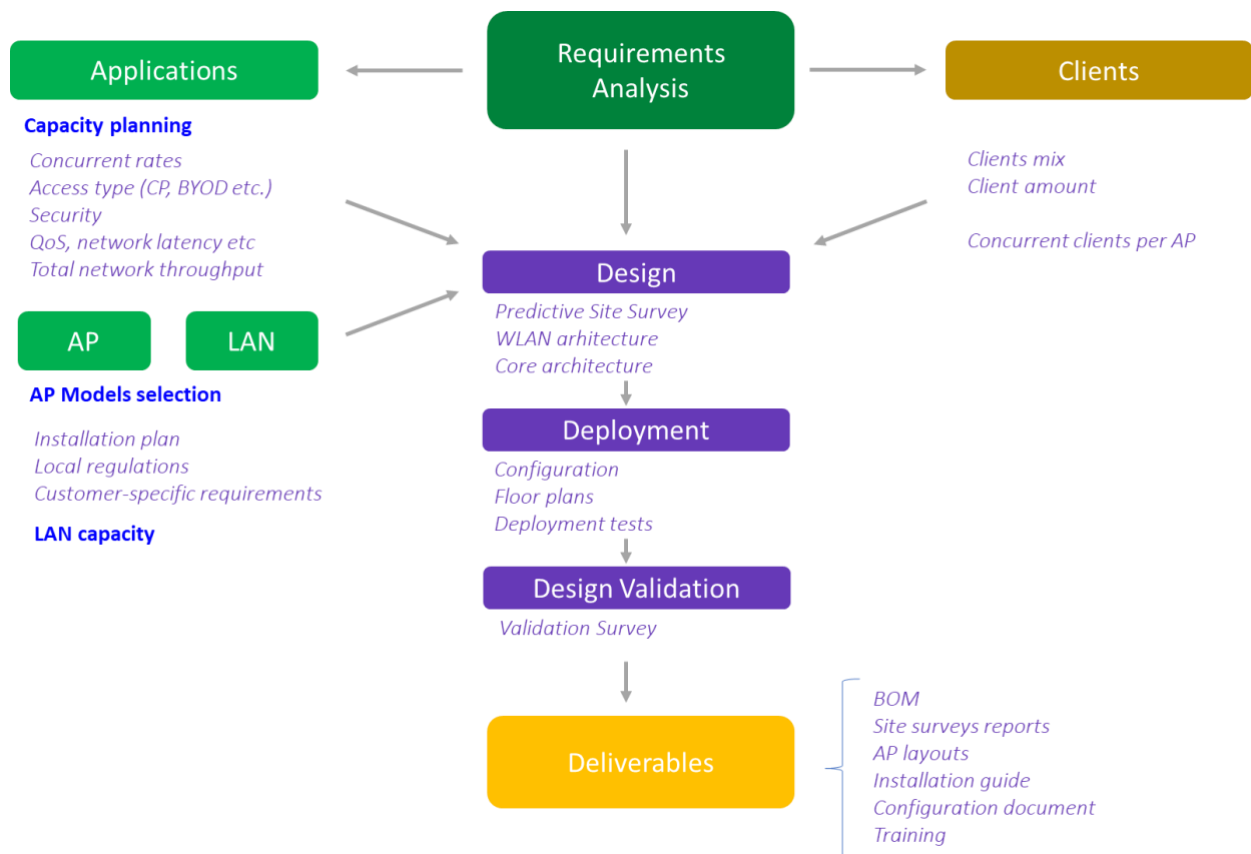 Requirements
Analysis
Applications
Clients
Capacity planning
Concurrent rates
Access type (CP, BYOD etc.)
Security
QoS, network latency etc
Total network throughput
Clients mix
Client amount
Concurrent clients per AP
AP
LAN
AP Models selection
Installation plan
Local regulations
Customer-specific requirements
LAN capacity
Design
Predictive Site Survey
WLAN arhitecture
Core architecture
Deployment
Configuration
Floor plans
Deployment tests
Design Validation
Validation Survey
Deliverables
BOM
Site surveys reports
AP layouts
Installation guide
Configuration document
Training